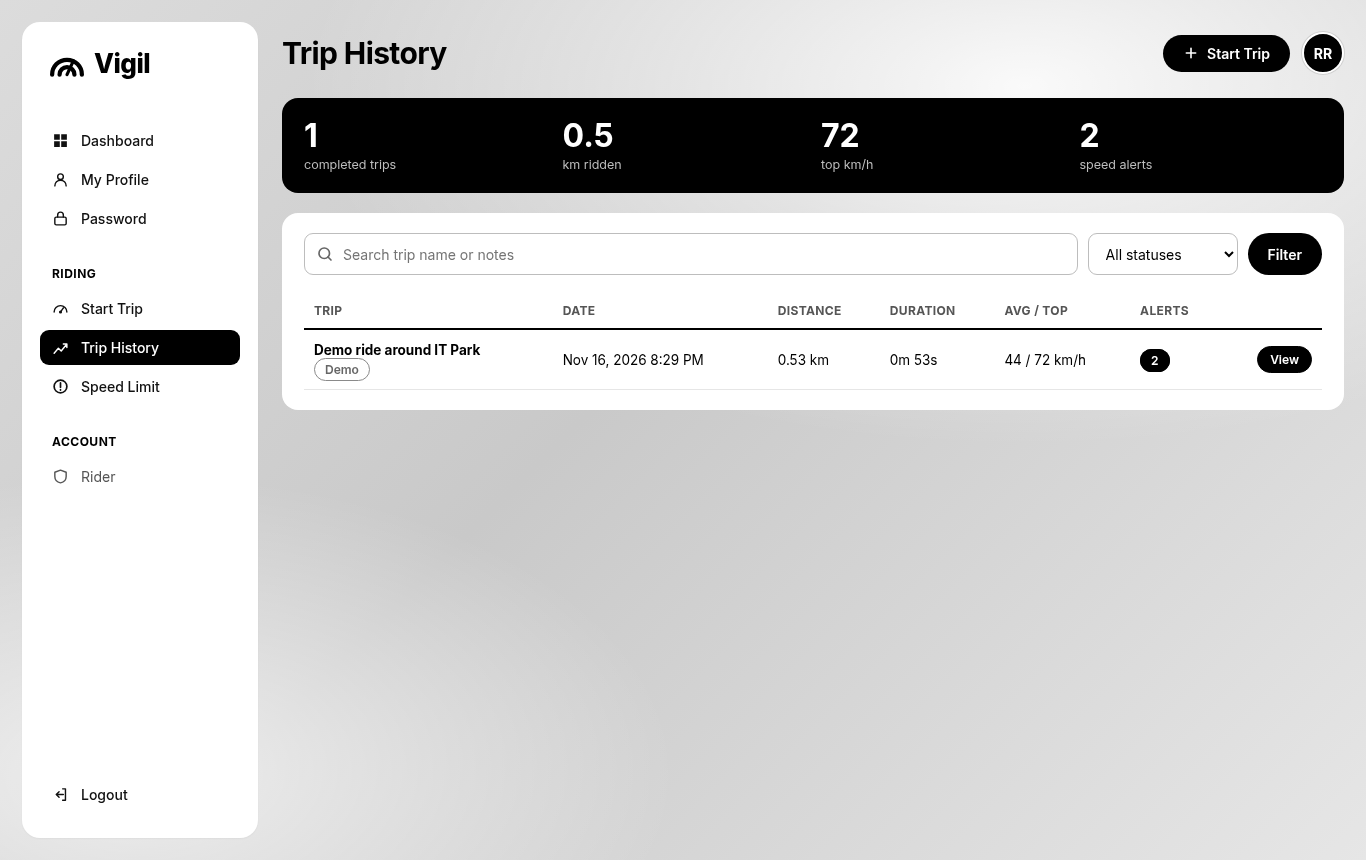 Vigil
Dashboard
My Profile
Password
RIDING
Start Trip
Trip History
Speed Limit
ACCOUNT
Rider
Logout
Trip History
Start Trip
RR
1
completed trips
0.5
km ridden
72
top km/h
2
speed alerts
Search trip name or notes
All statuses
Filter
TRIP DATE DISTANCE DURATION AVG / TOP ALERTS
Demo ride around IT Park
Demo
Nov 16, 2026 8:29 PM 0.53 km 0m 53s 44 / 72 km/h 2 View